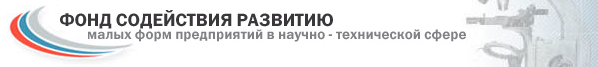 ФОНД СОДЕЙСТВИЯ РАЗВИТИЮ
малых форм предприятий в научно - технической сфере